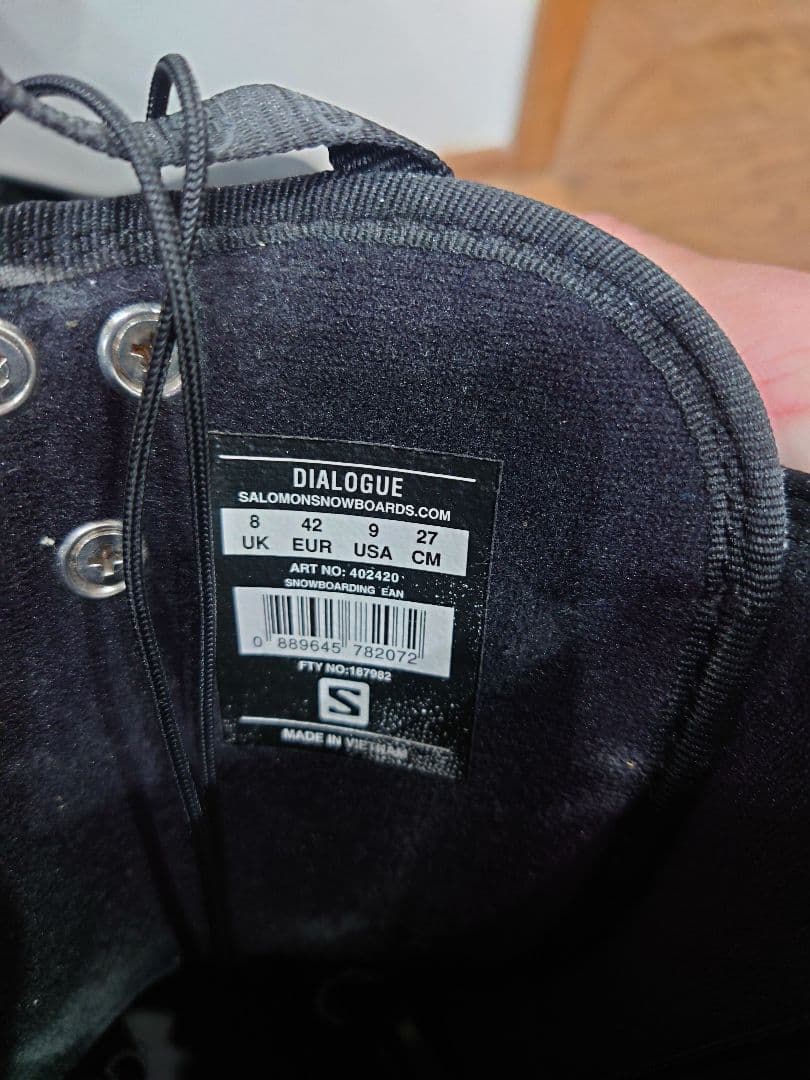 DIALOGUE
SALOMONSNOWBOARDS.COM
8 42 9 27
UK EUR USA CM
ART NO: 402420
SNOWBOARDING EAN
0 889645 782072
FTY NO:187982
S
MADE IN VIETNAM